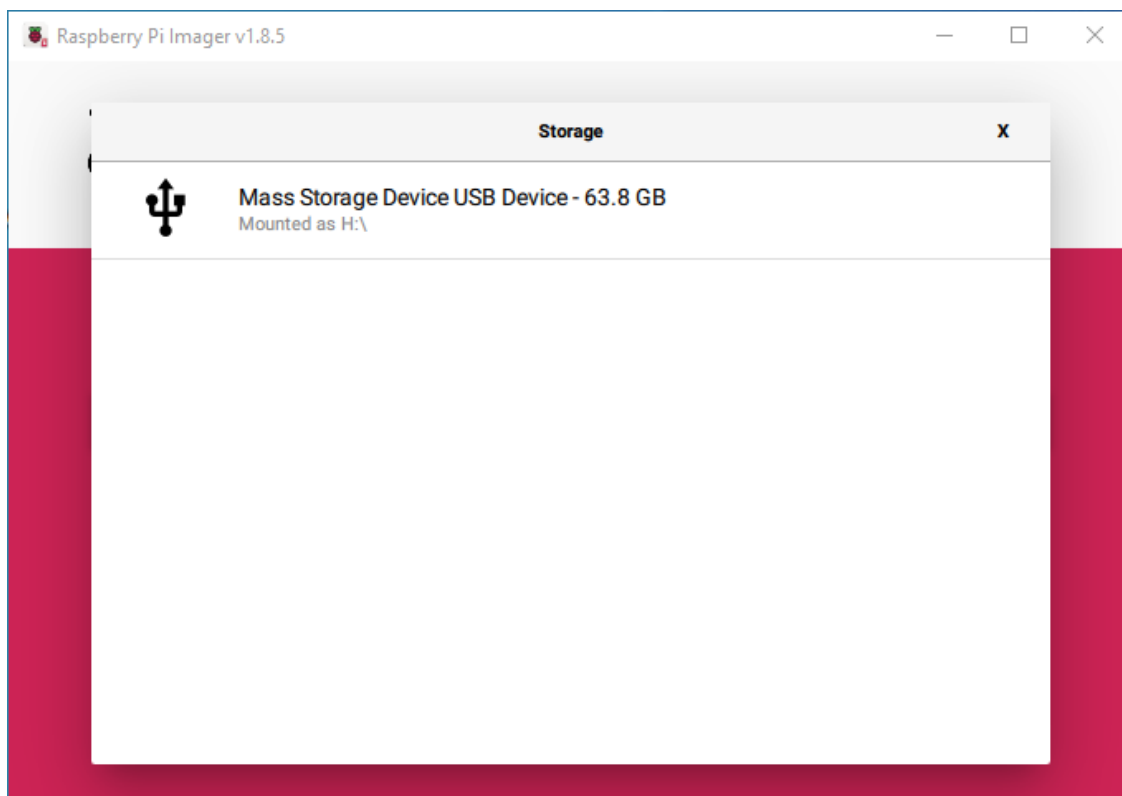 Raspberry Pi Imager v1.8.5
Storage X
Mass Storage Device USB Device - 63.8 GB
Mounted as H:\